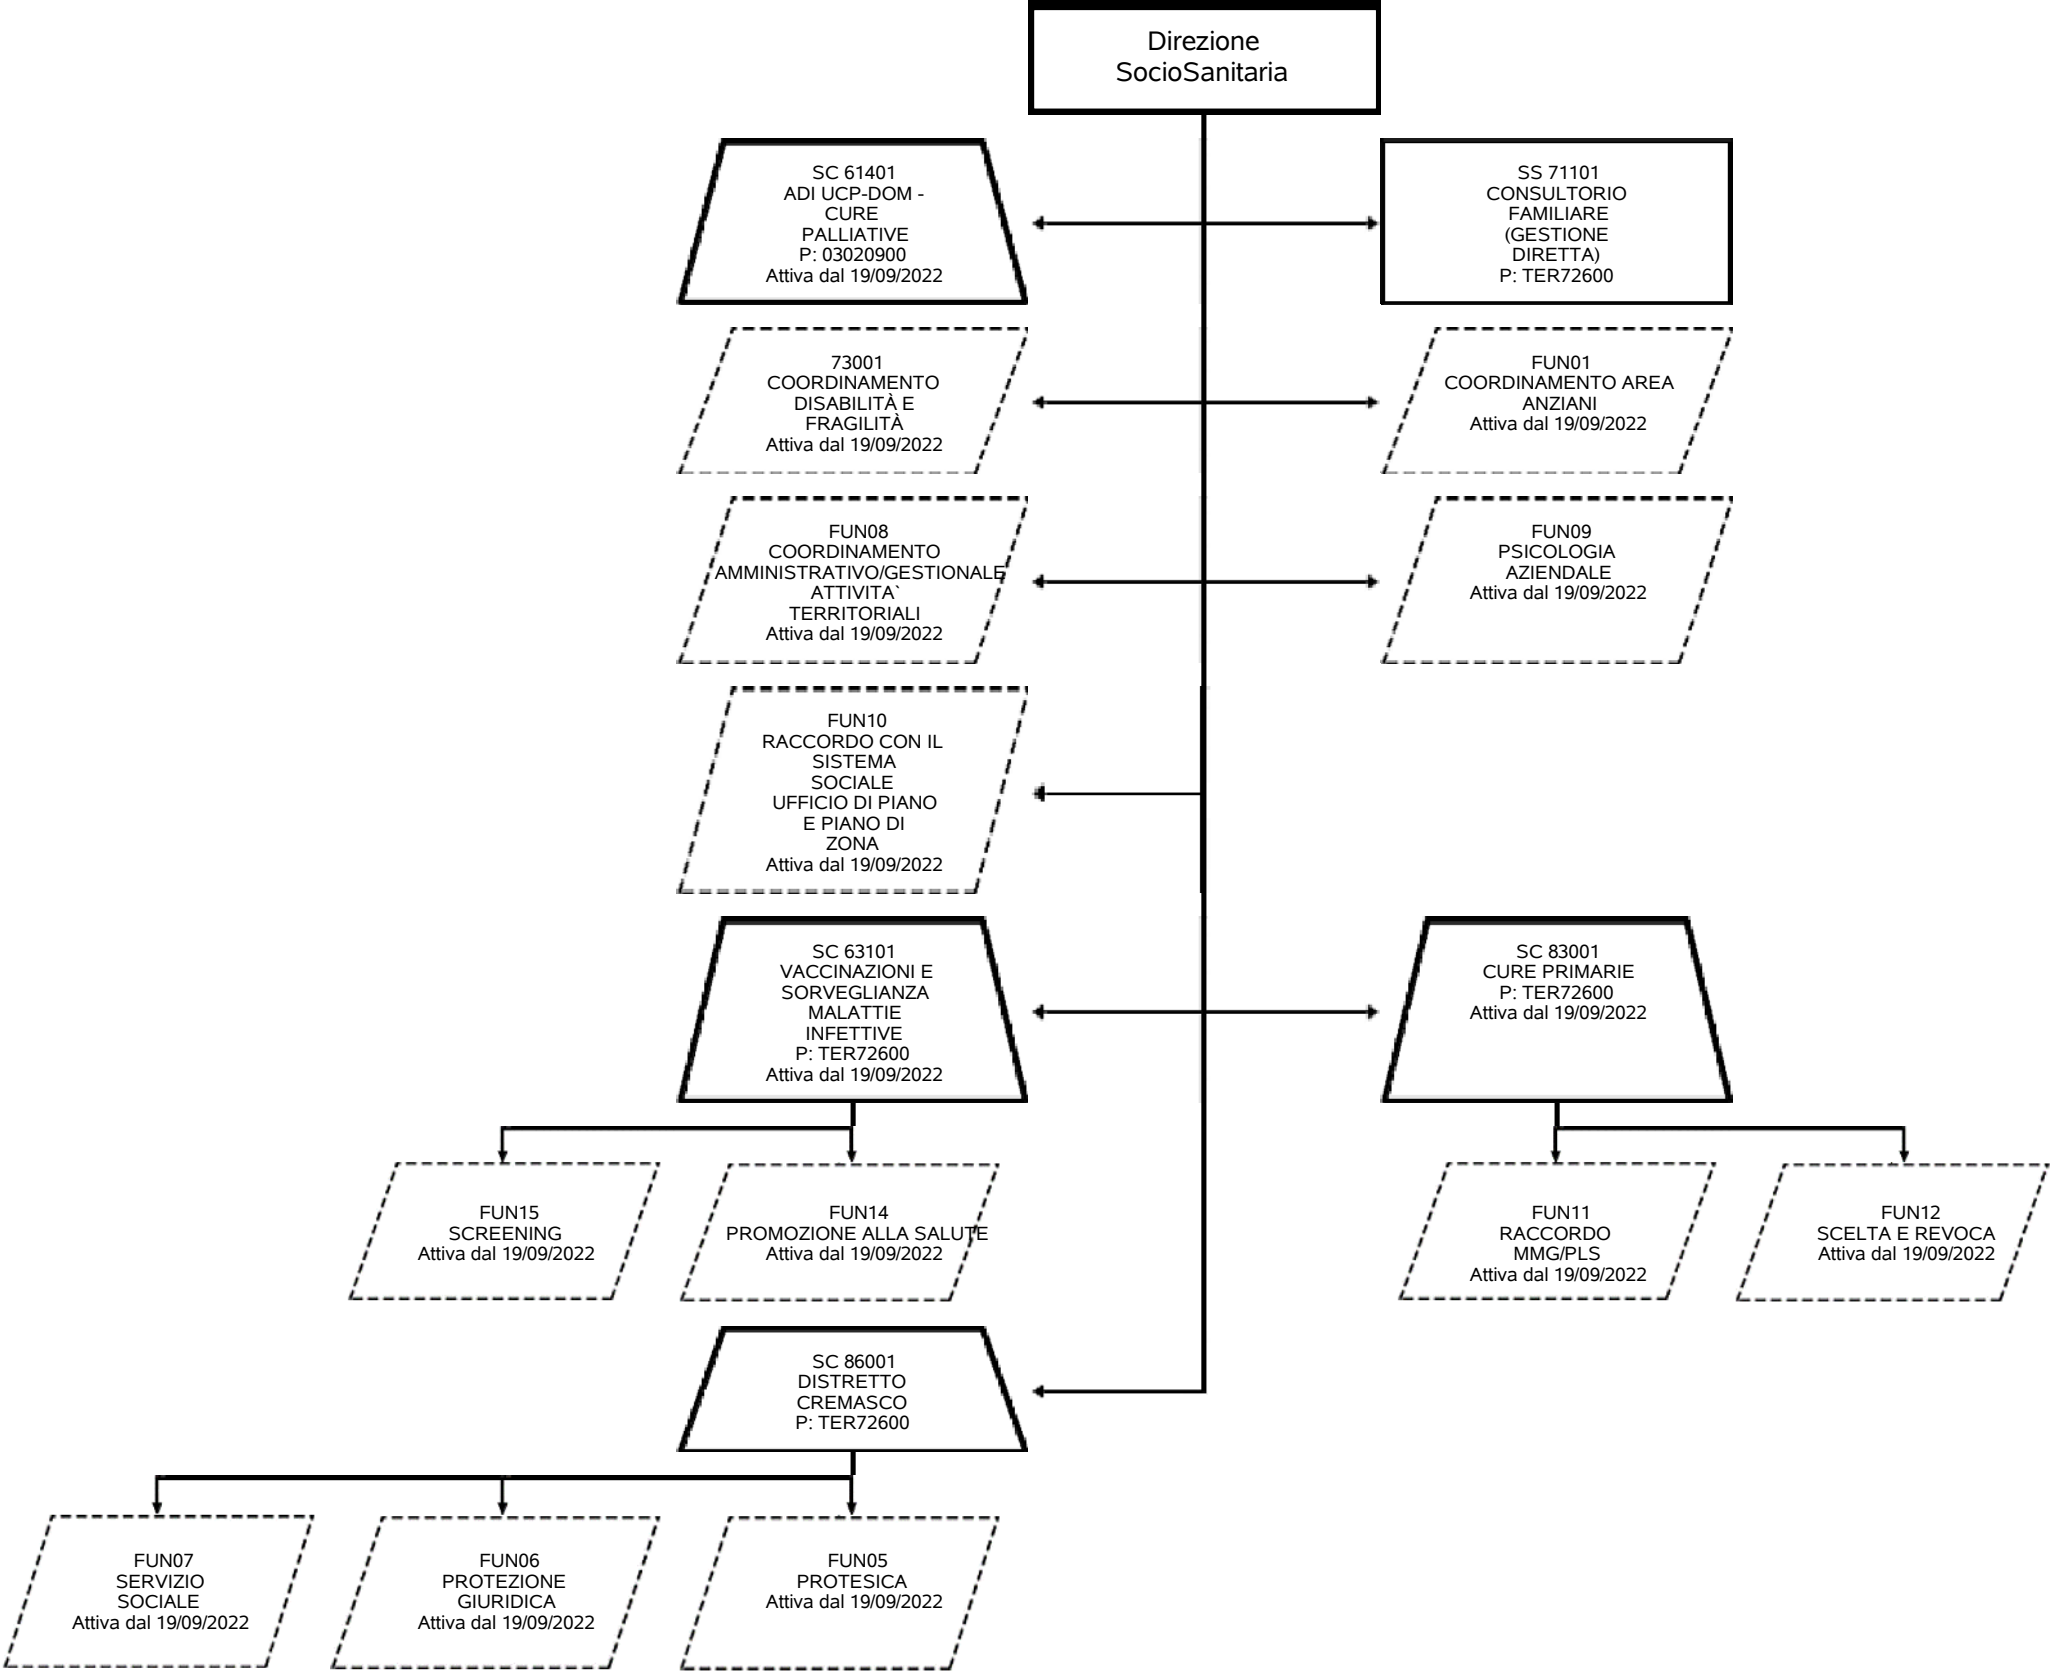 Direzione
SocioSanitaria
SC 61401
ADI UCP-DOM -
CURE
PALLIATIVE
P: 03020900
Attiva dal 19/09/2022
SS 71101
CONSULTORIO
FAMILIARE
(GESTIONE
DIRETTA)
P: TER72600
73001
COORDINAMENTO
DISABILITÀ E
FRAGILITÀ
Attiva dal 19/09/2022
FUN01
COORDINAMENTO AREA
ANZIANI
Attiva dal 19/09/2022
FUN08
COORDINAMENTO
AMMINISTRATIVO/GESTIONALE
ATTIVITA`
TERRITORIALI
Attiva dal 19/09/2022
FUN09
PSICOLOGIA
AZIENDALE
Attiva dal 19/09/2022
FUN10
RACCORDO CON IL
SISTEMA
SOCIALE
UFFICIO DI PIANO
E PIANO DI
ZONA
Attiva dal 19/09/2022
SC 63101
VACCINAZIONI E
SORVEGLIANZA
MALATTIE
INFETTIVE
P: TER72600
Attiva dal 19/09/2022
SC 83001
CURE PRIMARIE
P: TER72600
Attiva dal 19/09/2022
FUN15
SCREENING
Attiva dal 19/09/2022
FUN14
PROMOZIONE ALLA SALUTE
Attiva dal 19/09/2022
FUN11
RACCORDO
MMG/PLS
Attiva dal 19/09/2022
FUN12
SCELTA E REVOCA
Attiva dal 19/09/2022
SC 86001
DISTRETTO
CREMASCO
P: TER72600
FUN07
SERVIZIO
SOCIALE
Attiva dal 19/09/2022
FUN06
PROTEZIONE
GIURIDICA
Attiva dal 19/09/2022
FUN05
PROTESICA
Attiva dal 19/09/2022